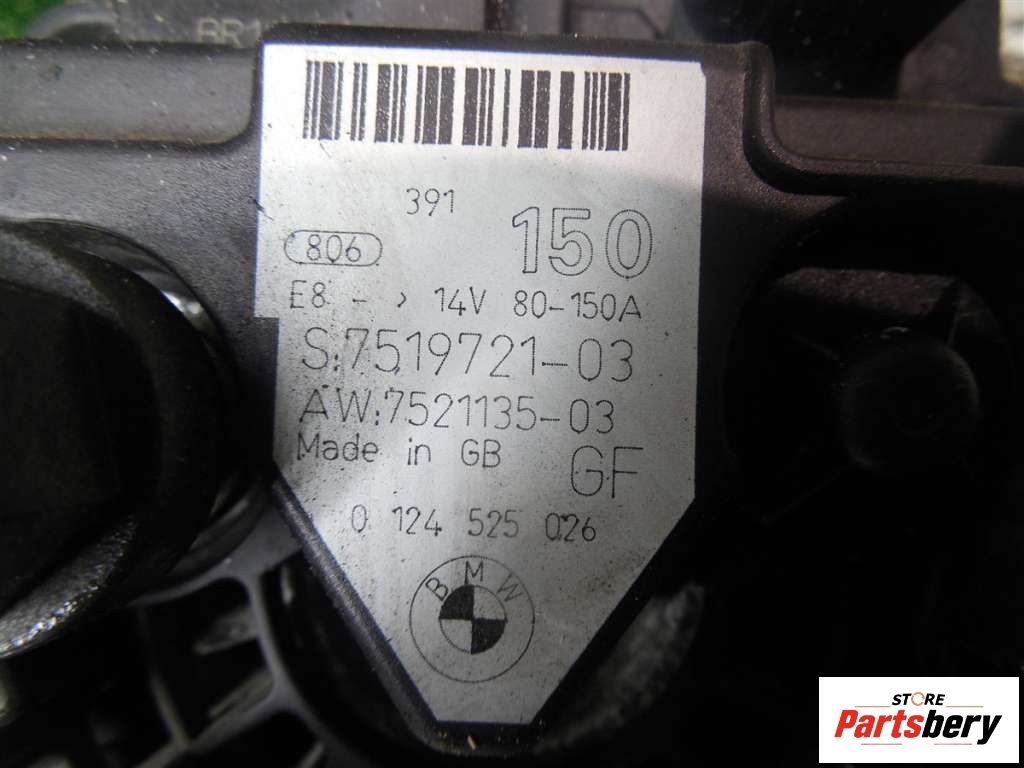 391
150
806
E8 - > 14V 80-150A
S:7519721-03
AW:7521135-03
Made in GB
GF
0 124 525 026
BMW
STORE
Partsbery